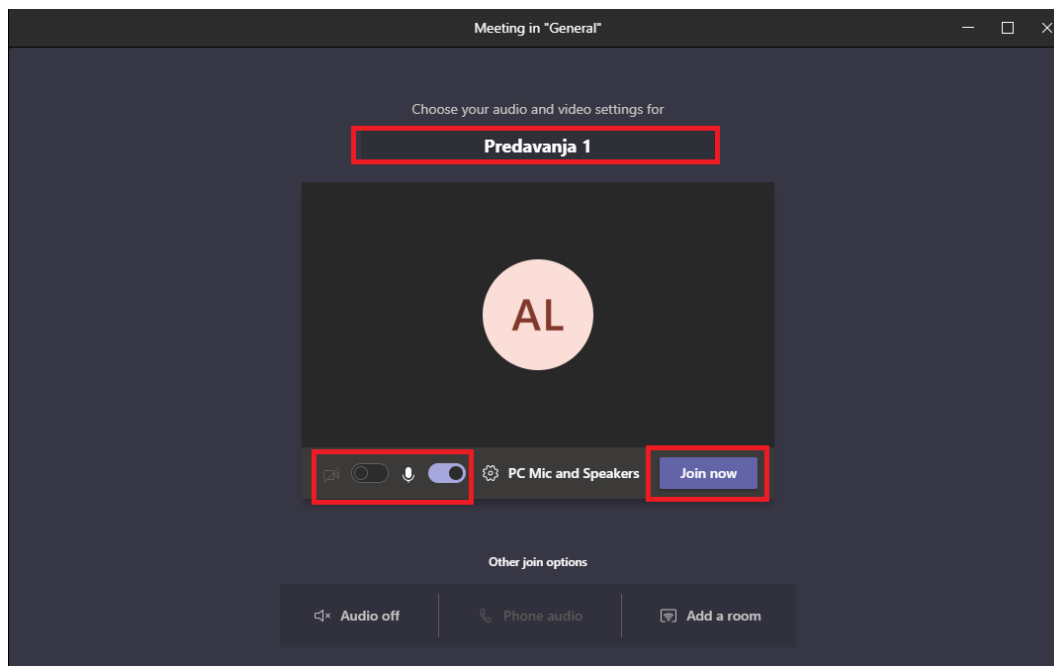 Meeting in "General"
Choose your audio and video settings for
Predavanja 1
AL
PC Mic and Speakers
Join now
Other join options
Audio off
Phone audio
Add a room